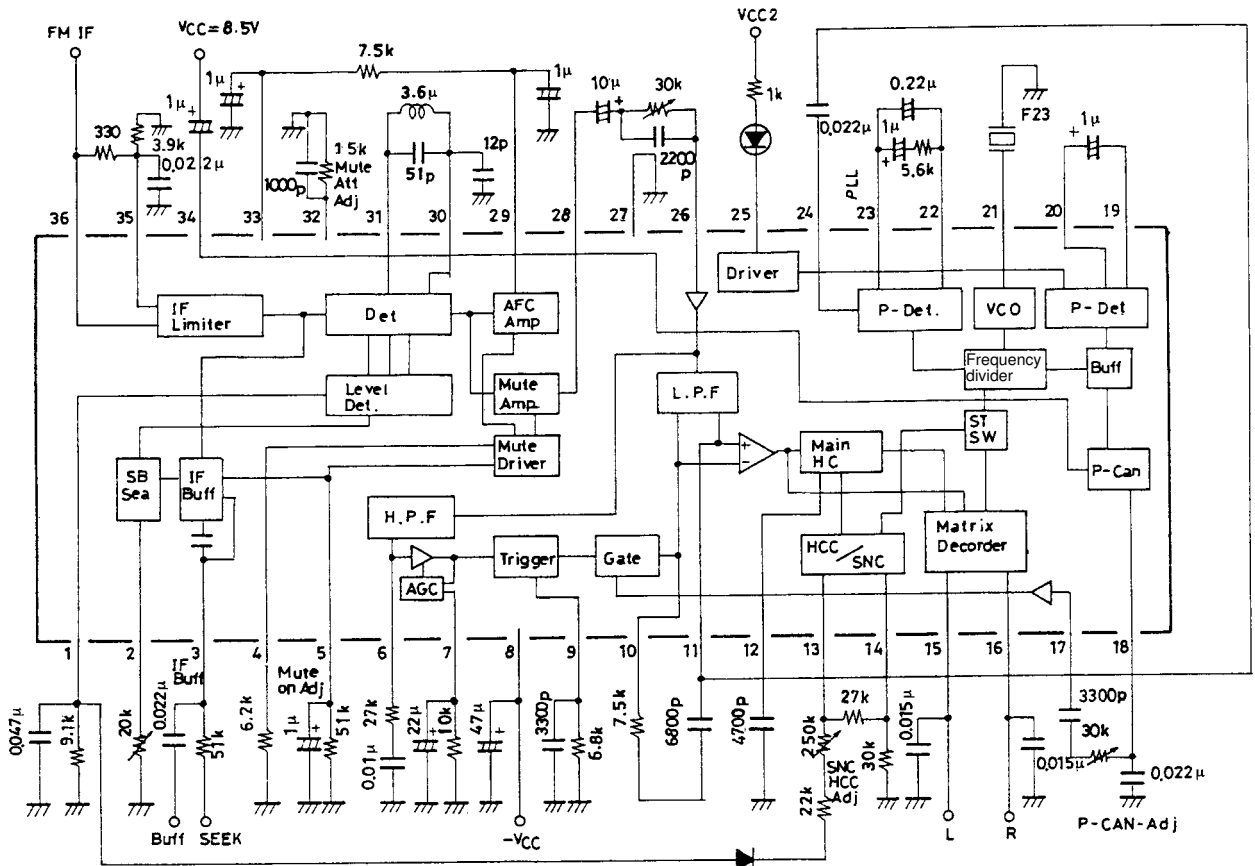 FM IF
VCC=8.5V
VCC2
7.5k
1μ
1μ
1μ
3.6μ
10μ
30k
1k
0.22μ
0.022μ
F23
1μ
1μ
330
3.9k
0.02.2μ
1.5k
Mute
Att
Adj
1000p
51p
12p
2200
p
5.6k
PLL
36
35
34
33
32
31
30
29
28
27
26
25
24
23
22
21
20
19
IF
Limiter
Det
AFC
Amp
Driver
P-Det.
VCO
P-Det
Level
Det.
Mute
Amp
L.P.F
Frequency
divider
Buff
Mute
Driver
Main
HC
ST
SW
P-Can
SB
Sea
IF
Buff
H.P.F
AGC
Trigger
Gate
HCC
SNC
Matrix
Decorder
1
2
3
4
5
6
7
8
9
10
11
12
13
14
15
16
17
18
IF
Buff
Mute
on Adj
0.047μ
9.1k
20k
0.022μ
51k
6.2k
1μ
51k
27k
0.01μ
22μ
10k
47μ
3300p
6.8k
7.5k
6800p
4700p
27k
250k
30k
SNC
HCC
Adj
22k
0.015μ
0.015μ
3300p
30k
0.022μ
Buff
SEEK
-VCC
L
R
P-CAN-Adj